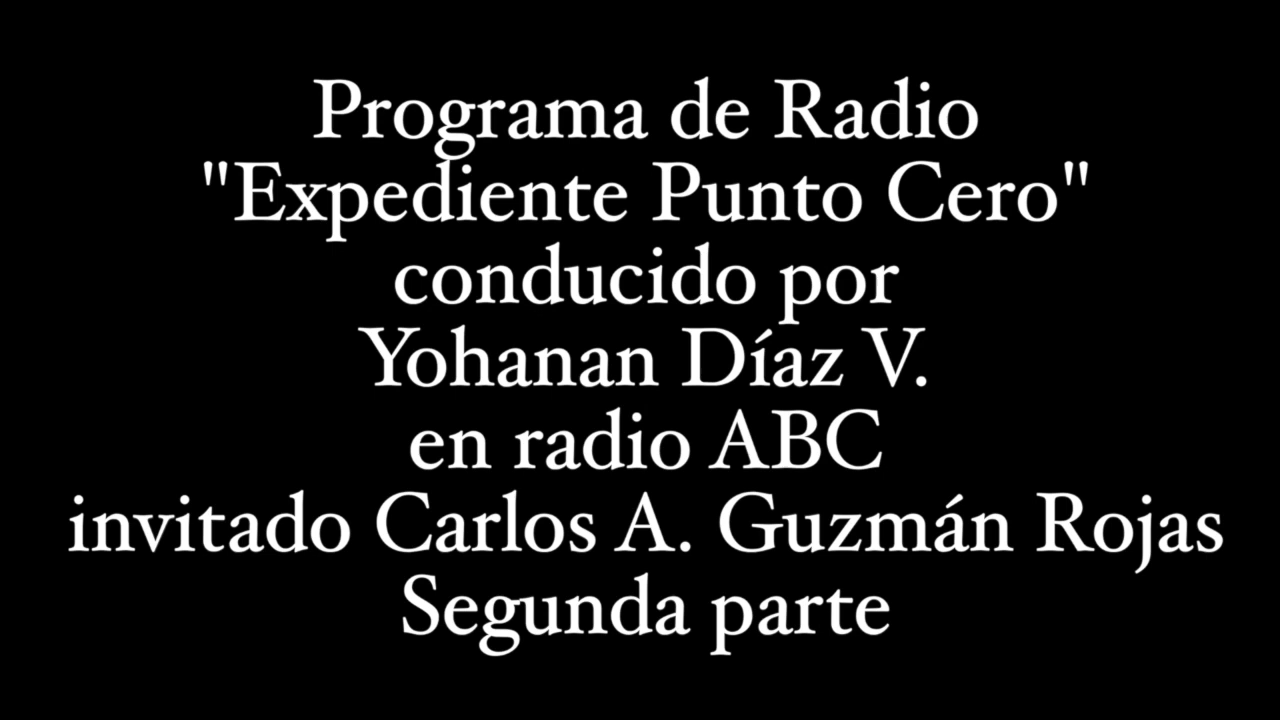 Programa de Radio
"Expediente Punto Cero"
conducido por
Yohanan Díaz V.
en radio ABC
invitado Carlos A. Guzmán Rojas
Segunda parte